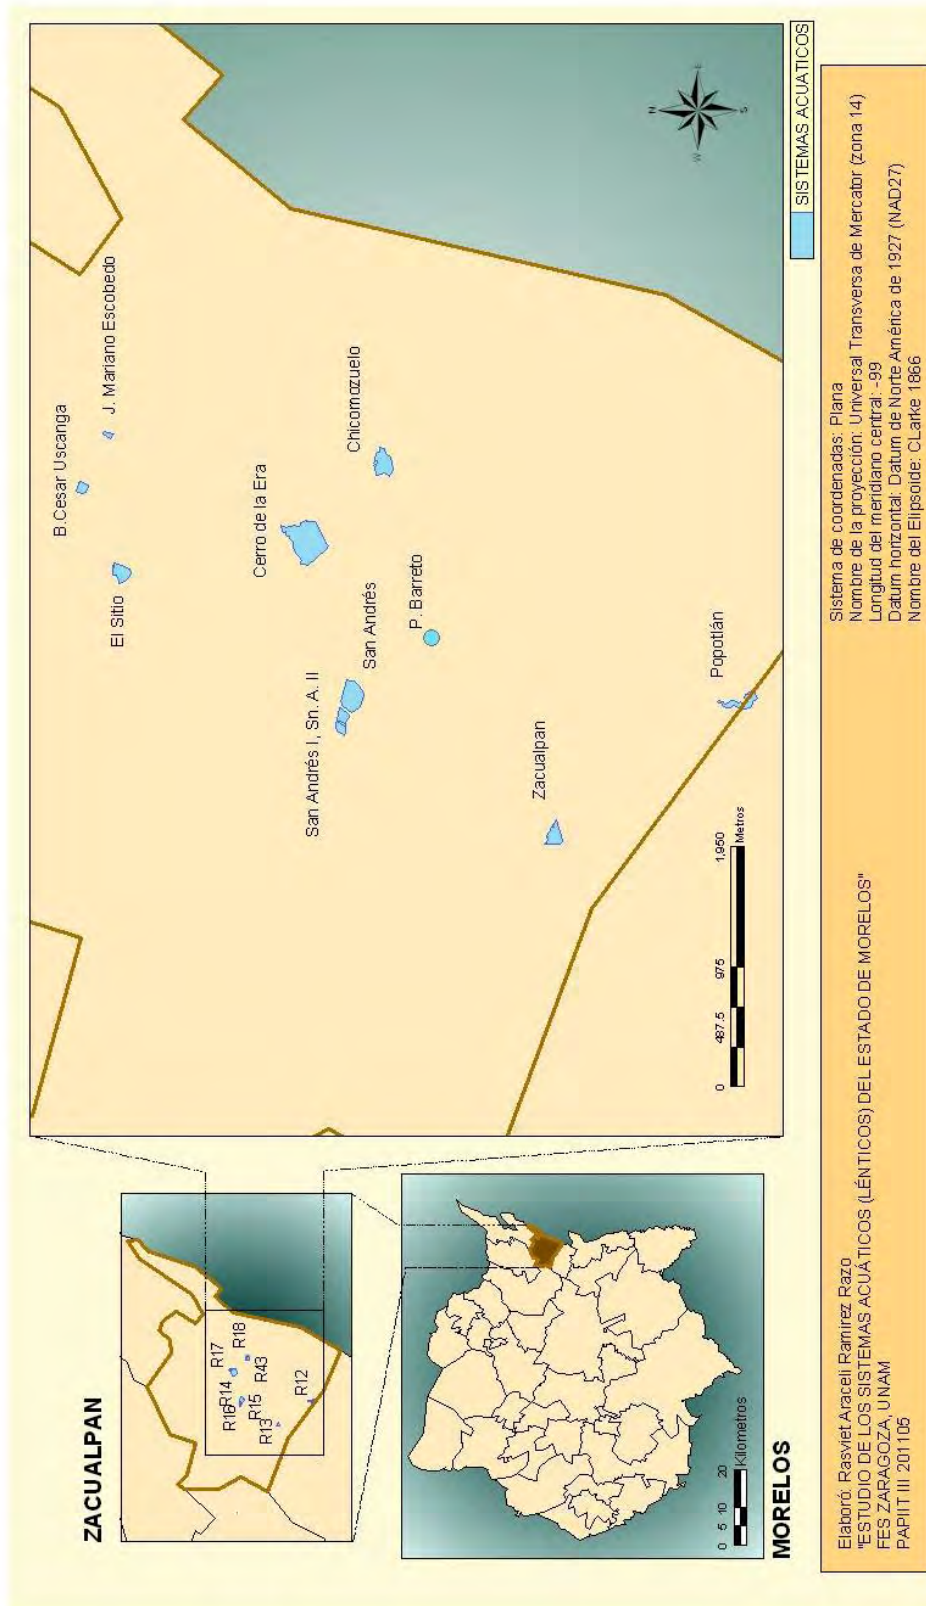 ZACUALPAN
R17
R18
R14
R16
R15
R43
R13
R12
MORELOS
0 5 10 20
Kilometros
B.Cesar Uscanga
J. Mariano Escobedo
El Sitio
Cerro de la Era
Chicomozuelo
San Andrés I, Sn. A. II
San Andrés
P. Barreto
Zacualpan
Popotlán
0 487.5 975 1,950
Metros
N
W E
S
SISTEMAS ACUATICOS
Elaboró: Rasviet Araceli Ramirez Razo
"ESTUDIO DE LOS SISTEMAS ACUÁTICOS (LÉNTICOS) DEL ESTADO DE MORELOS"
FES ZARAGOZA, UNAM
PAPIIT III 201105
Sistema de coordenadas: Plana
Nombre de la proyección: Universal Transversa de Mercator (zona 14)
Longitud del meridiano central: -99
Datum horizontal: Datum de Norte América de 1927 (NAD27)
Nombre del Elipsoide: CLarke 1866